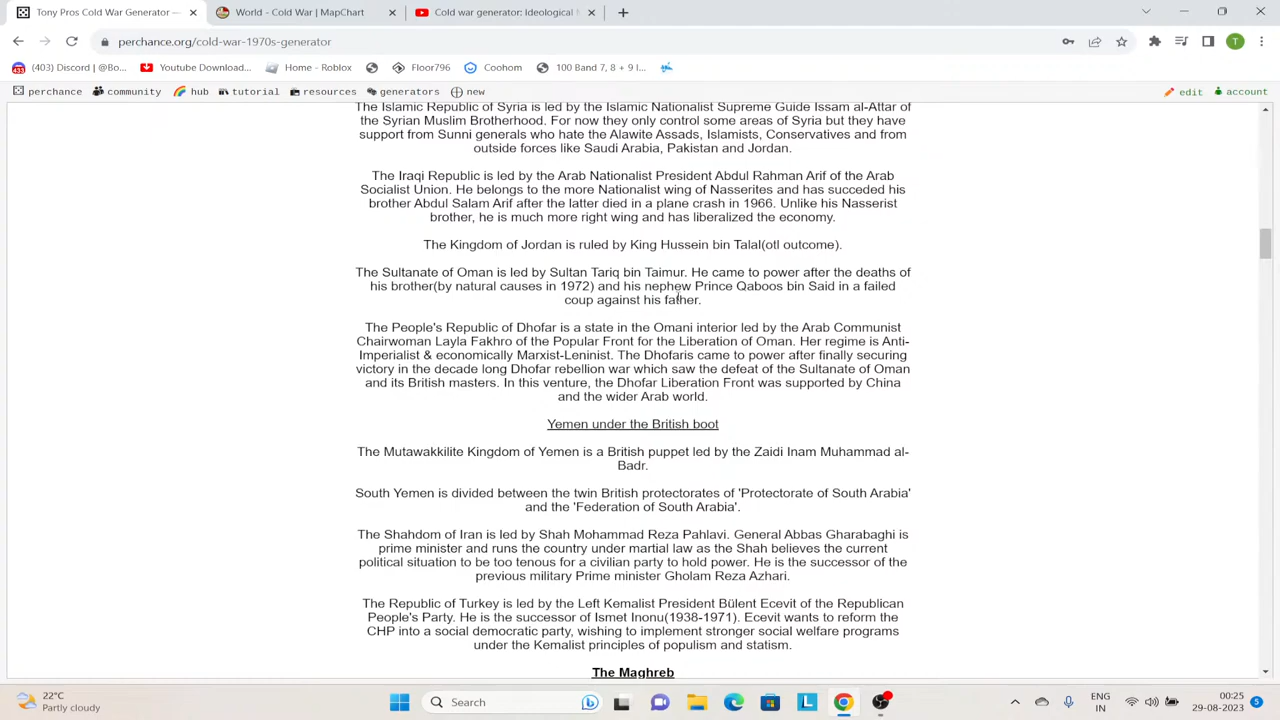 Tony Pros Cold War Generator —
World - Cold War | MapChart
Cold war generator: Ideological
perchance.org/cold-war-1970s-generator
T
(403) Discord | @Bo...
Youtube Download...
Home - Roblox
Floor796
Coohom
100 Band 7, 8 + 9 I...
perchance
community
hub
tutorial
resources
generators
new
edit
account
The Islamic Republic of Syria is led by the Islamic Nationalist Supreme Guide Issam al-Attar of
the Syrian Muslim Brotherhood. For now they only control some areas of Syria but they have
support from Sunni generals who hate the Alawite Assads, Islamists, Conservatives and from
outside forces like Saudi Arabia, Pakistan and Jordan.
The Iraqi Republic is led by the Arab Nationalist President Abdul Rahman Arif of the Arab
Socialist Union. He belongs to the more Nationalist wing of Nasserites and has succeded his
brother Abdul Salam Arif after the latter died in a plane crash in 1966. Unlike his Nasserist
brother, he is much more right wing and has liberalized the economy.
The Kingdom of Jordan is ruled by King Hussein bin Talal(otl outcome).
The Sultanate of Oman is led by Sultan Tariq bin Taimur. He came to power after the deaths of
his brother(by natural causes in 1972) and his nephew Prince Qaboos bin Said in a failed
coup against his father.
The People's Republic of Dhofar is a state in the Omani interior led by the Arab Communist
Chairwoman Layla Fakhro of the Popular Front for the Liberation of Oman. Her regime is Anti-
Imperialist & economically Marxist-Leninist. The Dhofaris came to power after finally securing
victory in the decade long Dhofar rebellion war which saw the defeat of the Sultanate of Oman
and its British masters. In this venture, the Dhofar Liberation Front was supported by China
and the wider Arab world.
Yemen under the British boot
The Mutawakkilite Kingdom of Yemen is a British puppet led by the Zaidi Inam Muhammad al-
Badr.
South Yemen is divided between the twin British protectorates of 'Protectorate of South Arabia'
and the 'Federation of South Arabia'.
The Shahdom of Iran is led by Shah Mohammad Reza Pahlavi. General Abbas Gharabaghi is
prime minister and runs the country under martial law as the Shah believes the current
political situation to be too tenous for a civilian party to hold power. He is the successor of the
previous military Prime minister Gholam Reza Azhari.
The Republic of Turkey is led by the Left Kemalist President Bülent Ecevit of the Republican
People's Party. He is the successor of Ismet Inonu(1938-1971). Ecevit wants to reform the
CHP into a social democratic party, wishing to implement stronger social welfare programs
under the Kemalist principles of populism and statism.
The Maghreb
22°C
Partly cloudy
Search
L
ENG
IN
00:25
29-08-2023
5